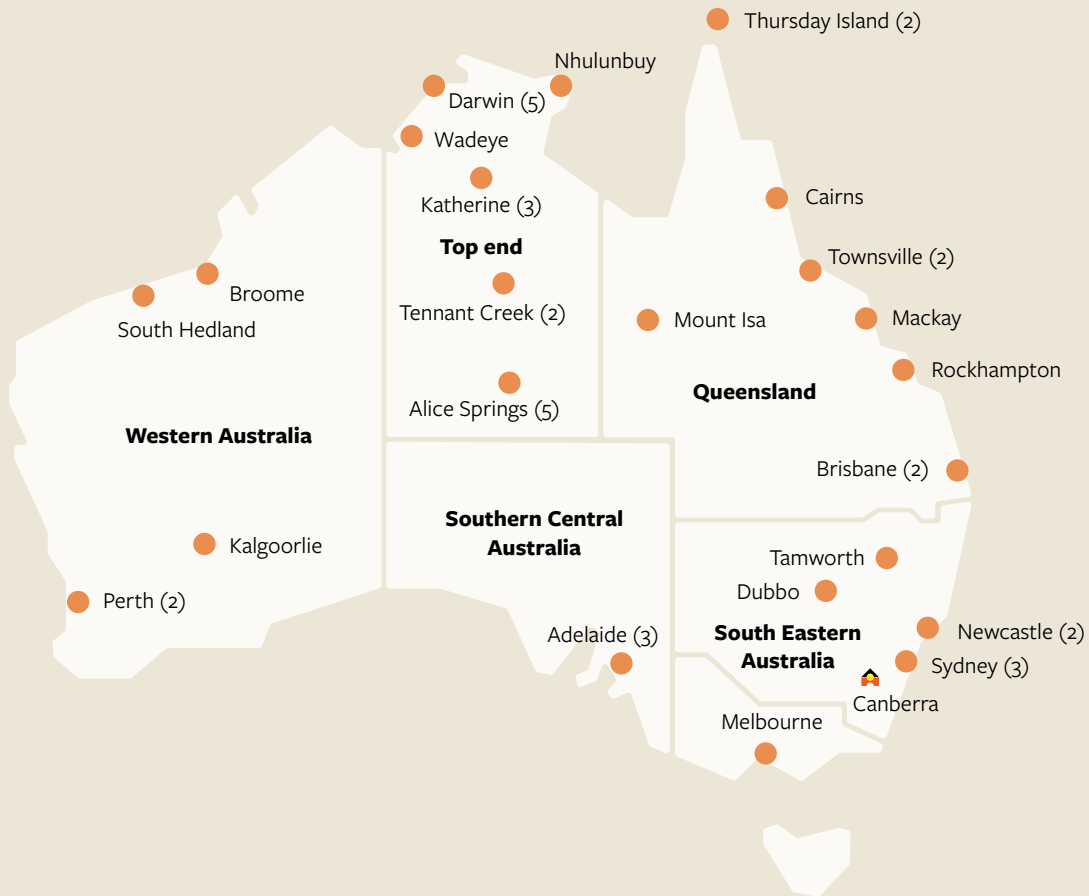 Thursday Island (2)
Nhulunbuy
Darwin (5)
Wadeye
Katherine (3)
Cairns
Top end
Townsville (2)
Broome
Tennant Creek (2)
Mount Isa
Mackay
South Hedland
Rockhampton
Queensland
Alice Springs (5)
Western Australia
Brisbane (2)
Southern Central
Australia
Kalgoorlie
Tamworth
Dubbo
Perth (2)
Adelaide (3)
South Eastern
Australia
Newcastle (2)
Sydney (3)
Canberra
Melbourne